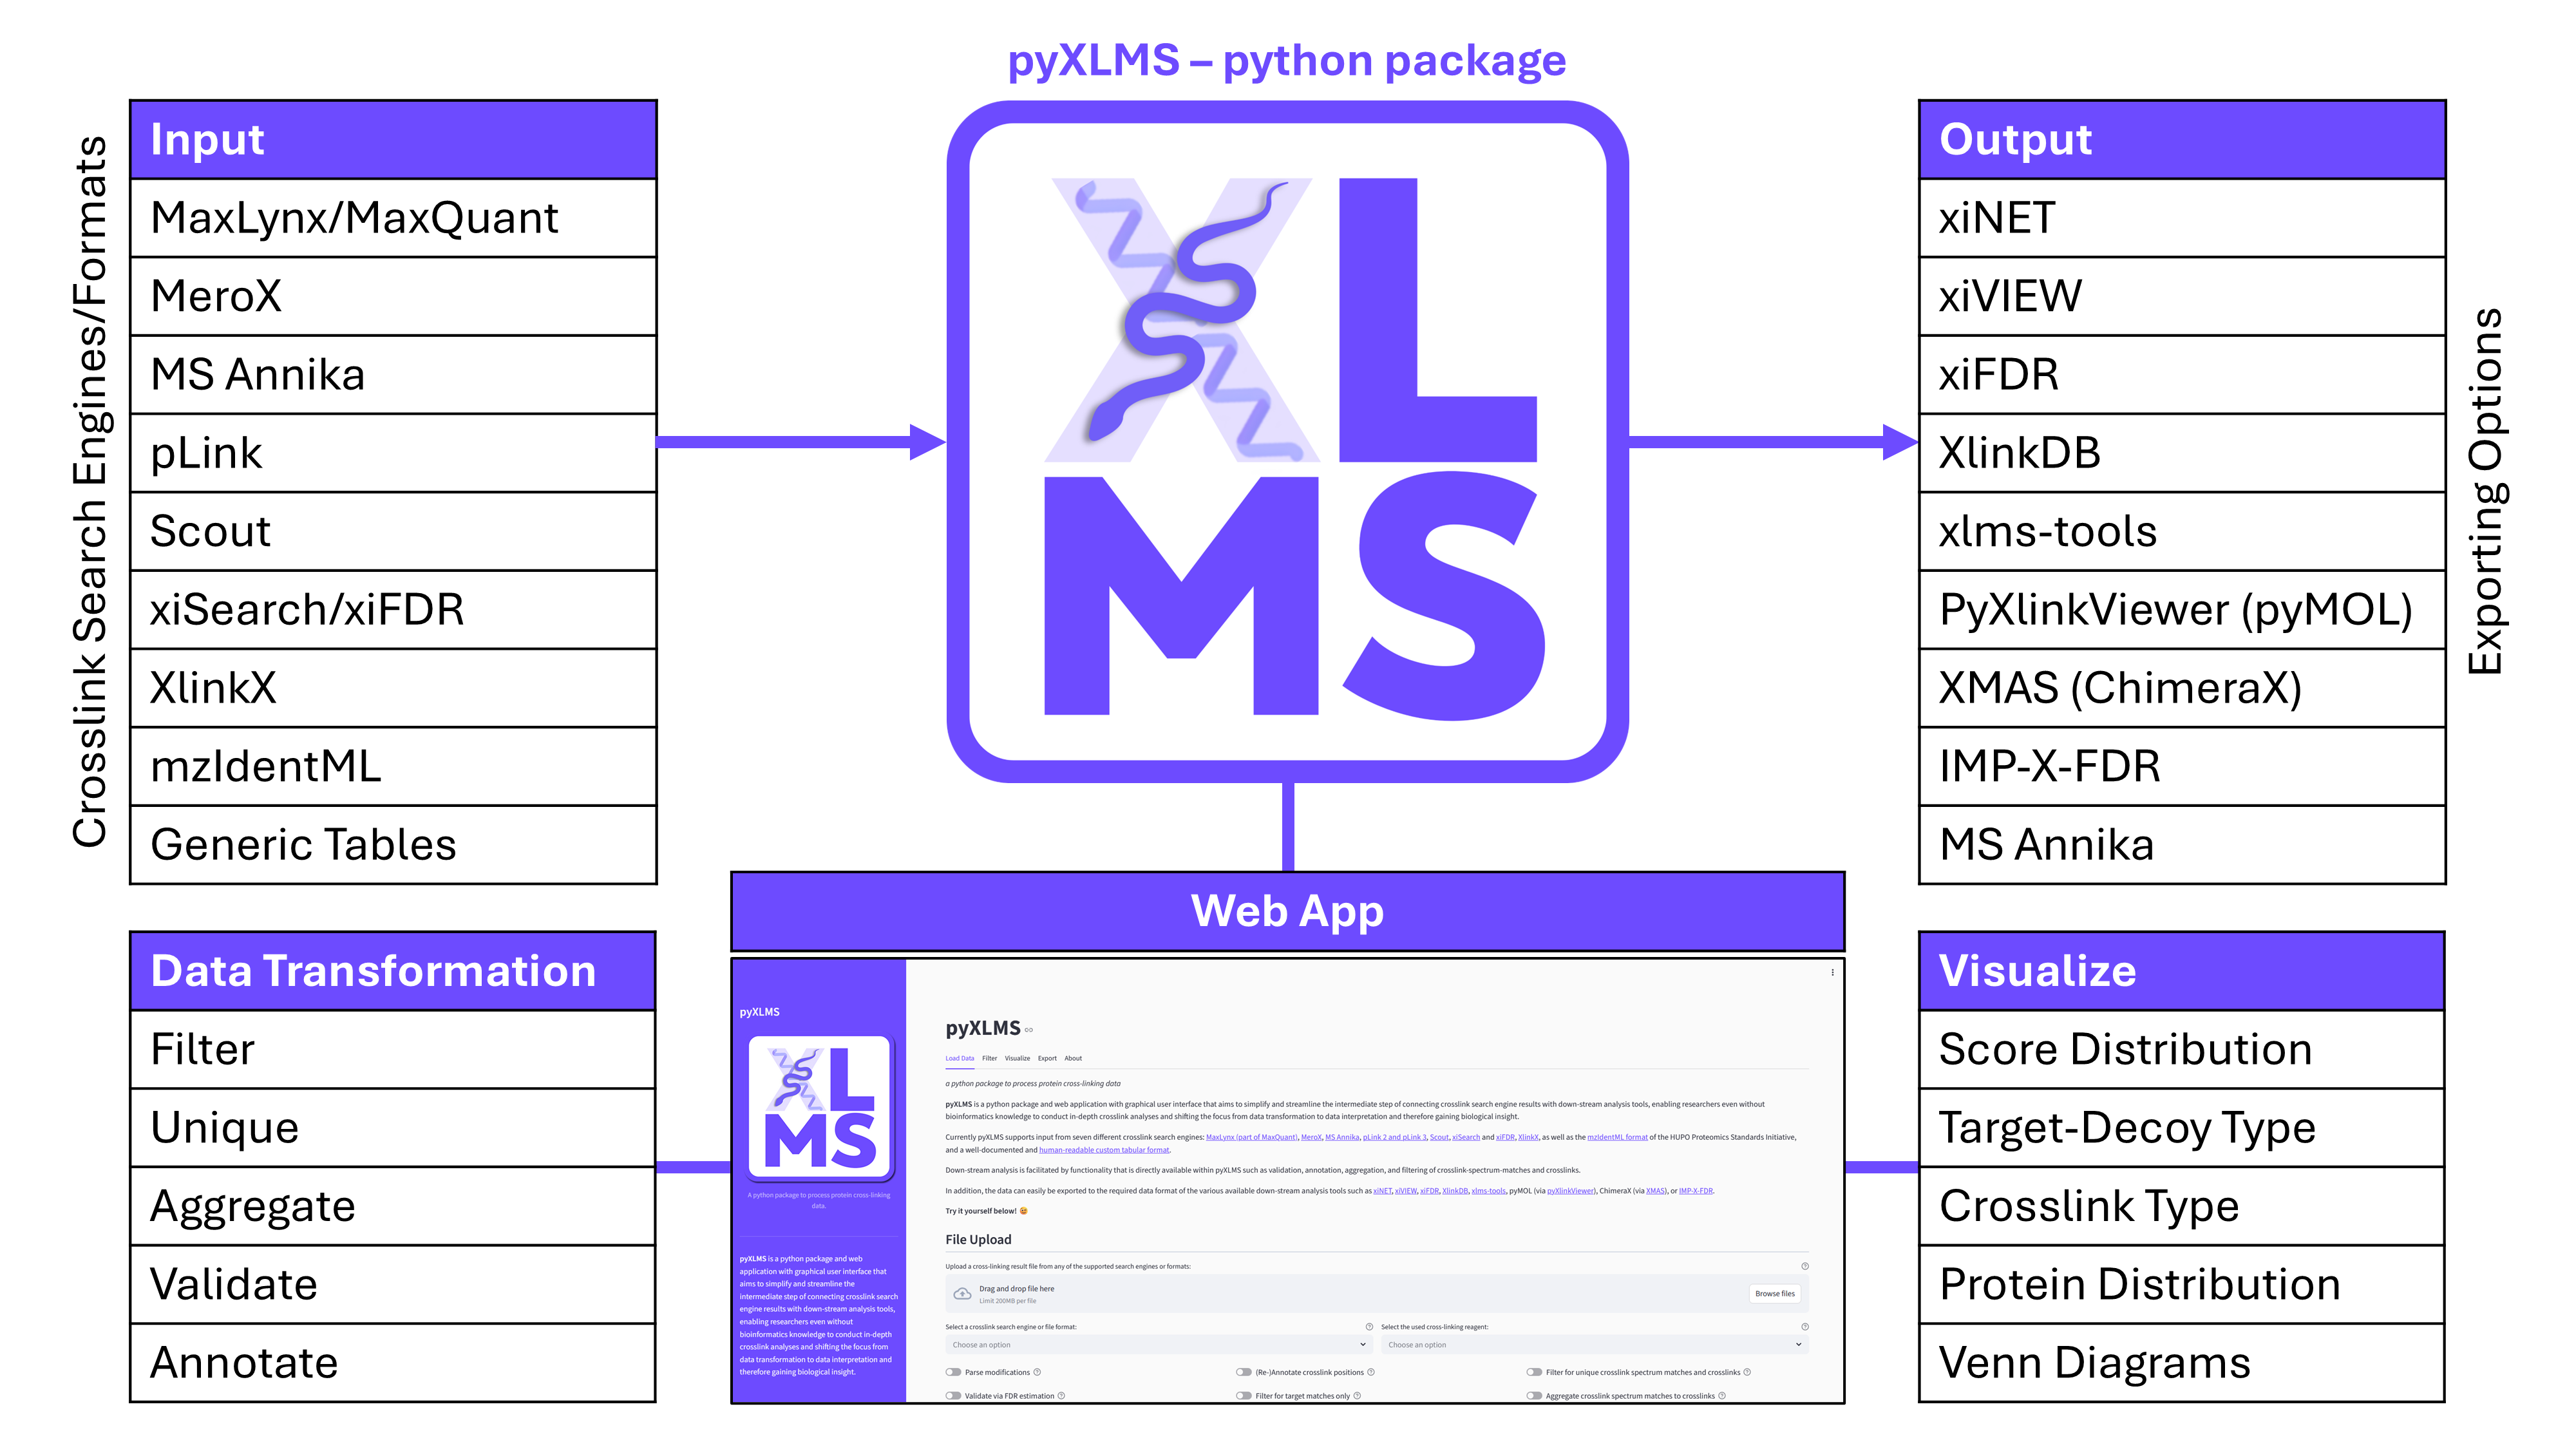 pyXLMS – python package
Crosslink Search Engines/Formats
Input
MaxLynx/MaxQuant
MeroX
MS Annika
pLink
Scout
xiSearch/xiFDR
XlinkX
mzIdentML
Generic Tables
XL
MS
Output
xiNET
xiVIEW
xiFDR
XlinkDB
xlms-tools
PyXlinkViewer (pyMOL)
XMAS (ChimeraX)
IMP-X-FDR
MS Annika
Exporting Options
Data Transformation
Filter
Unique
Aggregate
Validate
Annotate
Web App
pyXLMS
XL
MS
A python package to process protein cross-linking
data.
pyXLMS is a python package and web
application with graphical user interface that
aims to simplify and streamline the
intermediate step of connecting crosslink search
engine results with down-stream analysis tools,
enabling researchers even without
bioinformatics knowledge to conduct in-depth
crosslink analyses and shifting the focus from
data transformation to data interpretation and
therefore gaining biological insight.
pyXLMS
Load Data Filter Visualize Export About
a python package to process protein cross-linking data
pyXLMS is a python package and web application with graphical user interface that aims to simplify and streamline the intermediate step of connecting crosslink search engine results with down-stream analysis tools, enabling researchers even without
bioinformatics knowledge to conduct in-depth crosslink analyses and shifting the focus from data transformation to data interpretation and therefore gaining biological insight.
Currently pyXLMS supports input from seven different crosslink search engines: MaxLynx (part of MaxQuant), MeroX, MS Annika, pLink 2 and pLink 3, Scout, xiSearch and xiFDR, XlinkX, as well as the mzIdentML format of the HUPO Proteomics Standards Initiative,
and a well-documented and human-readable custom tabular format.
Down-stream analysis is facilitated by functionality that is directly available within pyXLMS such as validation, annotation, aggregation, and filtering of crosslink-spectrum-matches and crosslinks.
In addition, the data can easily be exported to the required data format of the various available down-stream analysis tools such as xiNET, xiVIEW, xiFDR, XlinkDB, xlms-tools, pyMOL (via pyXlinkViewer), ChimeraX (via XMAS), or IMP-X-FDR.
Try it yourself below! 🥵
File Upload
Upload a cross-linking result file from any of the supported search engines or formats:
Drag and drop file here
Limit 200MB per file
Browse files
Select a crosslink search engine or file format:
Select the used cross-linking reagent:
Choose an option
Choose an option
Parse modifications
(Re-)Annotate crosslink positions
Filter for unique crosslink spectrum matches and crosslinks
Validate via FDR estimation
Filter for target matches only
Aggregate crosslink spectrum matches to crosslinks
Visualize
Score Distribution
Target-Decoy Type
Crosslink Type
Protein Distribution
Venn Diagrams